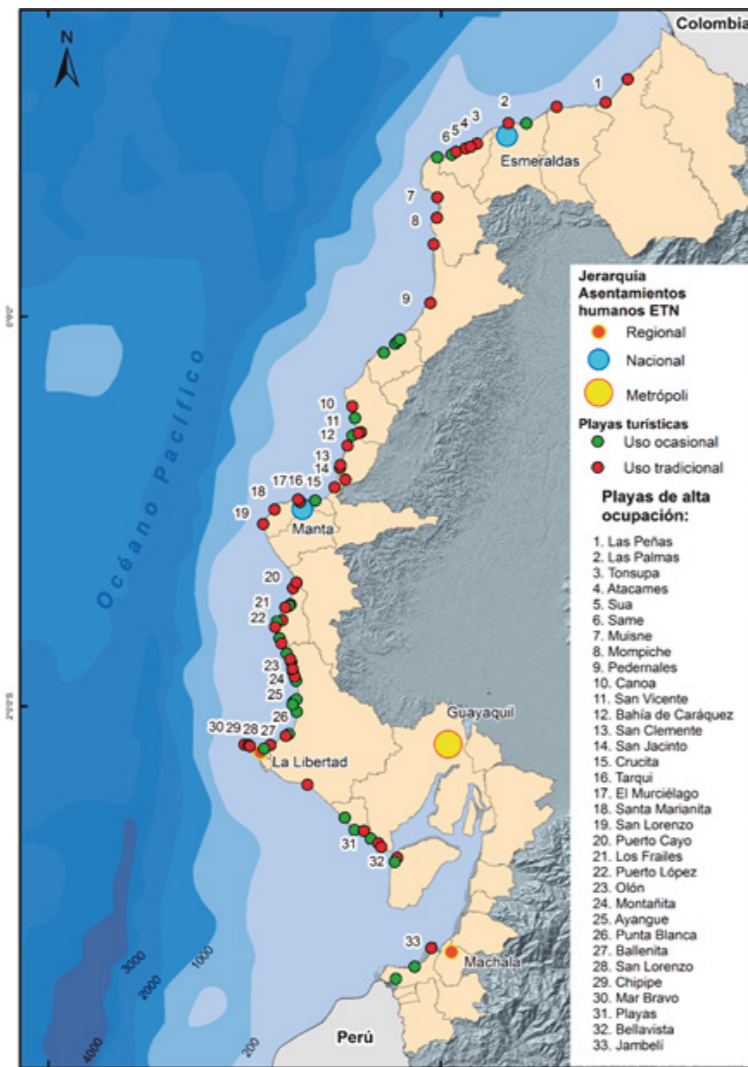 Colombia
N
1
2
3
4
5
6
Esmeraldas
7
8
9
0°0'0"
Océano Pacífico
10
11
12
13
14
15
16
17
18
19
Manta
20
21
22
23
24
25
26
27
28
29
30
2°0'0"S
Guayaquil
La Libertad
31
32
33
Machala
Perú
200
1000
2000
3000
4000
Jerarquía
Asentamientos
humanos ETN
Regional
Nacional
Metrópoli
Playas turísticas
Uso ocasional
Uso tradicional
Playas de alta
ocupación:
1. Las Peñas
2. Las Palmas
3. Tonsupa
4. Atacames
5. Sua
6. Same
7. Muisne
8. Mompiche
9. Pedernales
10. Canoa
11. San Vicente
12. Bahía de Caráquez
13. San Clemente
14. San Jacinto
15. Crucita
16. Tarqui
17. El Murciélago
18. Santa Marianita
19. San Lorenzo
20. Puerto Cayo
21. Los Frailes
22. Puerto López
23. Olón
24. Montañita
25. Ayangue
26. Punta Blanca
27. Ballenita
28. San Lorenzo
29. Chipipe
30. Mar Bravo
31. Playas
32. Bellavista
33. Jambelí